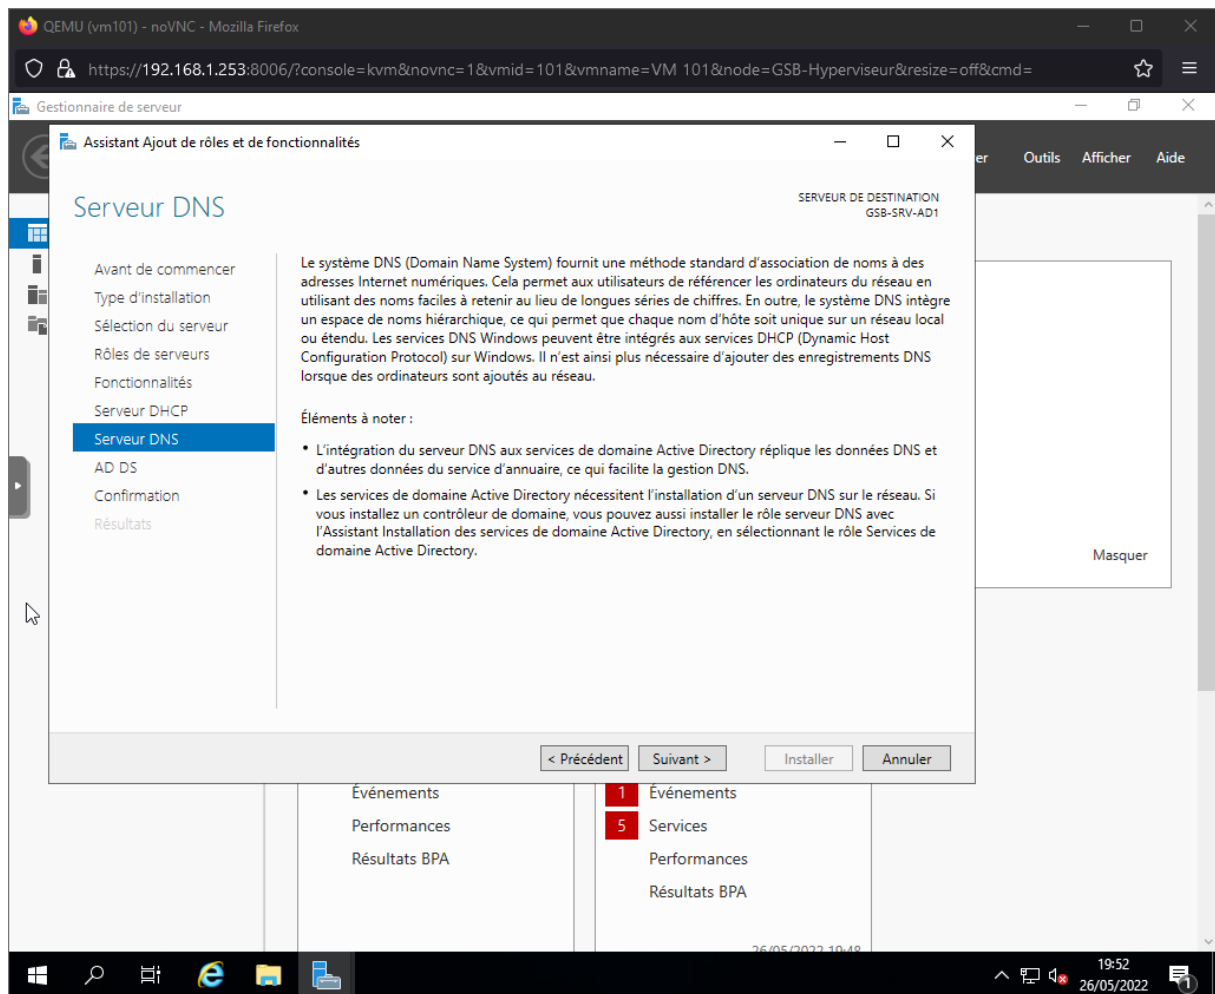 QEMU (vm101) - noVNC - Mozilla Firefox
https://192.168.1.253:8006/?console=kvm&novnc=1&vmid=101&vmname=VM 101&node=GSB-Hyperviseur&resize=off&cmd=
Gestionnaire de serveur
Assistant Ajout de rôles et de fonctionnalités
er Outils Afficher Aide
Serveur DNS
SERVEUR DE DESTINATION
GSB-SRV-AD1
Avant de commencer
Type d'installation
Sélection du serveur
Rôles de serveurs
Fonctionnalités
Serveur DHCP
Serveur DNS
AD DS
Confirmation
Résultats
Le système DNS (Domain Name System) fournit une méthode standard d'association de noms à des
adresses Internet numériques. Cela permet aux utilisateurs de référencer les ordinateurs du réseau en
utilisant des noms faciles à retenir au lieu de longues séries de chiffres. En outre, le système DNS intègre
un espace de noms hiérarchique, ce qui permet que chaque nom d'hôte soit unique sur un réseau local
ou étendu. Les services DNS Windows peuvent être intégrés aux services DHCP (Dynamic Host
Configuration Protocol) sur Windows. Il n'est ainsi plus nécessaire d'ajouter des enregistrements DNS
lorsque des ordinateurs sont ajoutés au réseau.
Éléments à noter :
• L'intégration du serveur DNS aux services de domaine Active Directory réplique les données DNS et
d'autres données du service d'annuaire, ce qui facilite la gestion DNS.
• Les services de domaine Active Directory nécessitent l'installation d'un serveur DNS sur le réseau. Si
vous installez un contrôleur de domaine, vous pouvez aussi installer le rôle serveur DNS avec
l'Assistant Installation des services de domaine Active Directory, en sélectionnant le rôle Services de
domaine Active Directory.
Masquer
< Précédent Suivant > Installer Annuler
Événements
Performances
Résultats BPA
1 Événements
5 Services
Performances
Résultats BPA
26/05/2022 19:48
19:52
26/05/2022
1